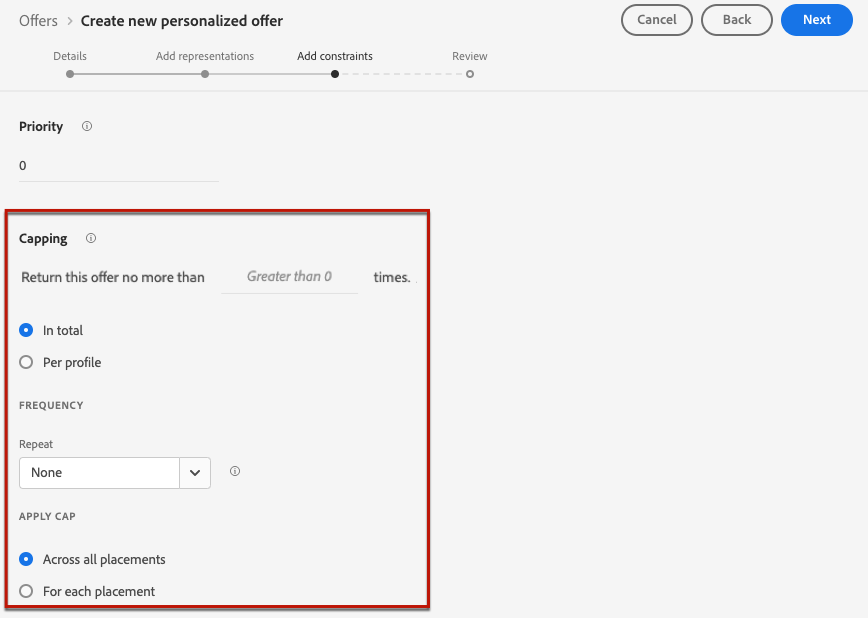 Offers > Create new personalized offer
Cancel
Back
Next
Details
Add representations
Add constraints
Review
Priority
0
Capping
Return this offer no more than Greater than 0 times.
In total
Per profile
FREQUENCY
Repeat
None
APPLY CAP
Across all placements
For each placement